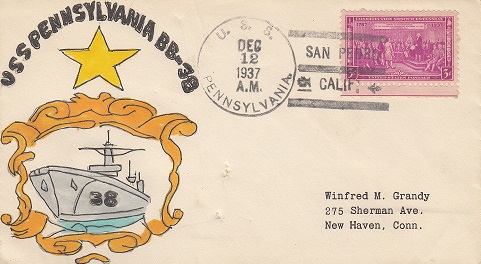 USS PENNSYLVANIA BB-38
U. S. S.
PENNSYLVANIA
DEC
12
1937
A.M.
SAN PEDRO
CALIF.
38
Winfred M. Grandy
275 Sherman Ave.
New Haven, Conn.